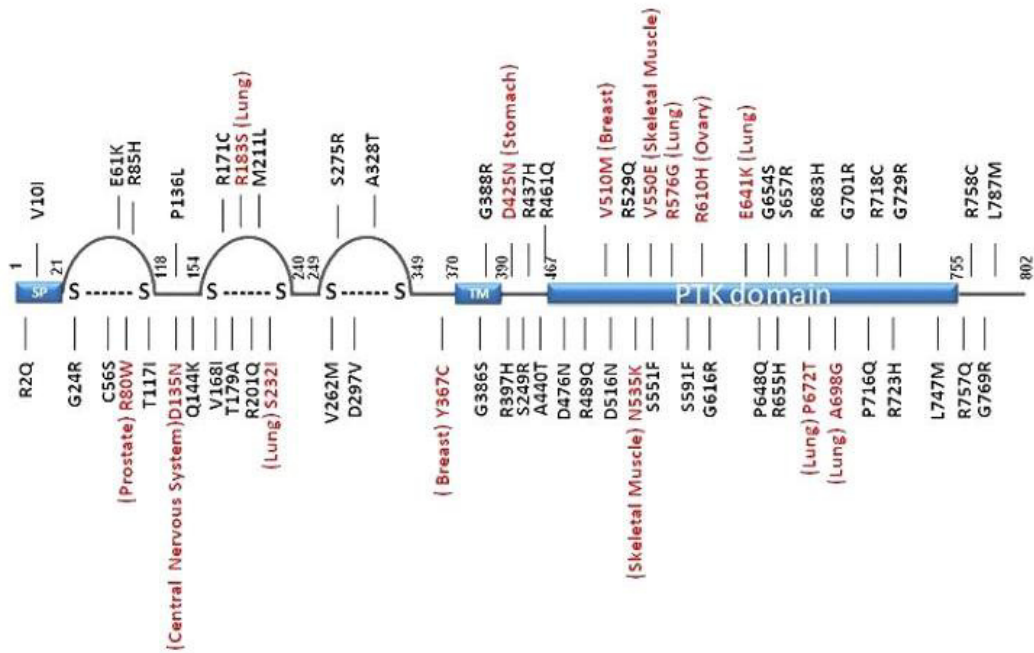 V10I
E61K
R85H
P136L
R171C
R183S (Lung)
M211L
S275R
A328T
G388R
D425N (Stomach)
R437H
R461Q
V510M (Breast)
R529Q
V550E (Skeletal Muscle)
R576G (Lung)
R610H (Ovary)
E641K (Lung)
G654S
S657R
R683H
G701R
R718C
G729R
R758C
L787M
1
21
118
154
240
249
349
370
390
467
755
802
SP
S ------ S
S ------ S
S ------ S
TM
PTK domain
R2Q
G24R
C56S
(Prostate) R80W
T117I
(Central Nervous System)D135N
Q144K
V168I
T179A
R201Q
(Lung) S232I
V262M
D297V
( Breast) Y367C
G386S
R397H
S249R
A440T
D476N
R489Q
D516N
(Skeletal Muscle) N535K
S551F
S591F
G616R
P648Q
R655H
(Lung) P672T
(Lung) A698G
P716Q
R723H
L747M
R757Q
G769R